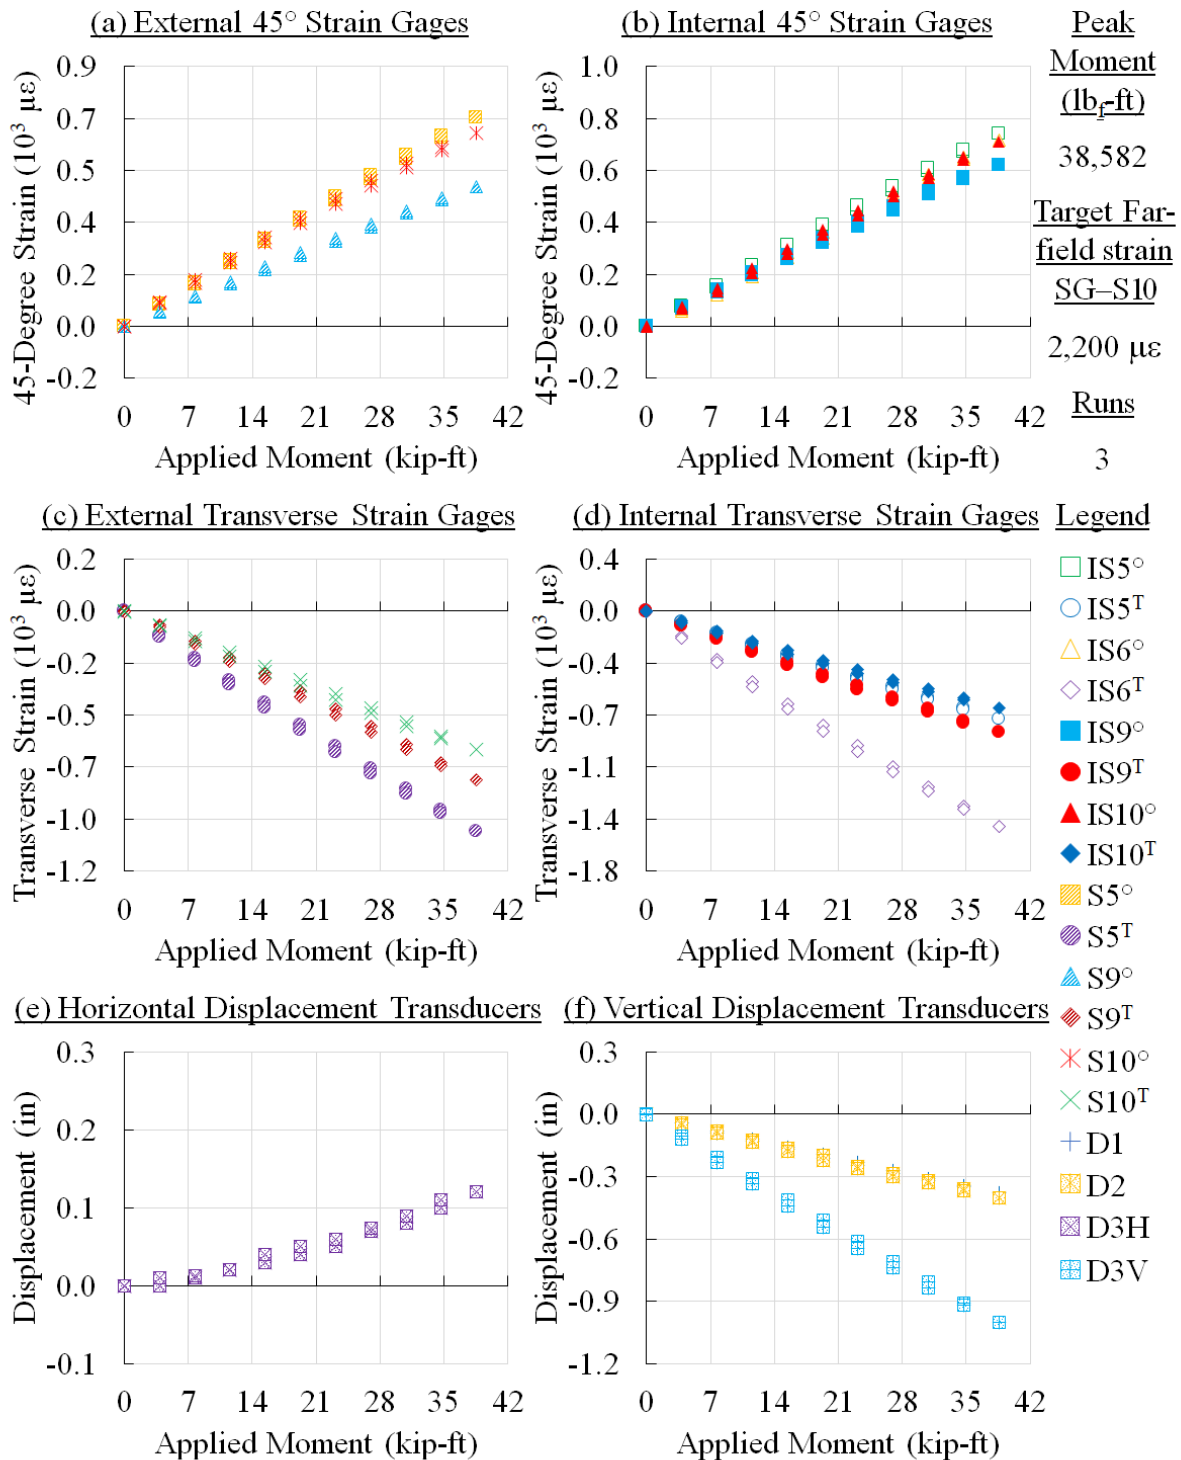 (a) External 45° Strain Gages
(b) Internal 45° Strain Gages
Peak
Moment
(lbf-ft)
38,582
Target Far-
field strain
SG–S10
2,200 με
Runs
3
45-Degree Strain (10³ με)
0.9
0.7
0.5
0.4
0.2
0.0
-0.2
0 7 14 21 28 35 42
Applied Moment (kip-ft)
45-Degree Strain (10³ με)
1.0
0.8
0.6
0.4
0.2
0.0
-0.2
0 7 14 21 28 35 42
Applied Moment (kip-ft)
(c) External Transverse Strain Gages
(d) Internal Transverse Strain Gages
Transverse Strain (10³ με)
0.2
0.0
-0.2
-0.5
-0.7
-1.0
-1.2
0 7 14 21 28 35 42
Applied Moment (kip-ft)
Transverse Strain (10³ με)
0.4
0.0
-0.4
-0.7
-1.1
-1.4
-1.8
0 7 14 21 28 35 42
Applied Moment (kip-ft)
Legend
IS5°
IS5ᵀ
IS6°
IS6ᵀ
IS9°
IS9ᵀ
IS10°
IS10ᵀ
S5°
S5ᵀ
S9°
S9ᵀ
S10°
S10ᵀ
D1
D2
D3H
D3V
(e) Horizontal Displacement Transducers
(f) Vertical Displacement Transducers
Displacement (in)
0.3
0.2
0.1
0.0
-0.1
0 7 14 21 28 35 42
Applied Moment (kip-ft)
Displacement (in)
0.3
0.0
-0.3
-0.6
-0.9
-1.2
0 7 14 21 28 35 42
Applied Moment (kip-ft)